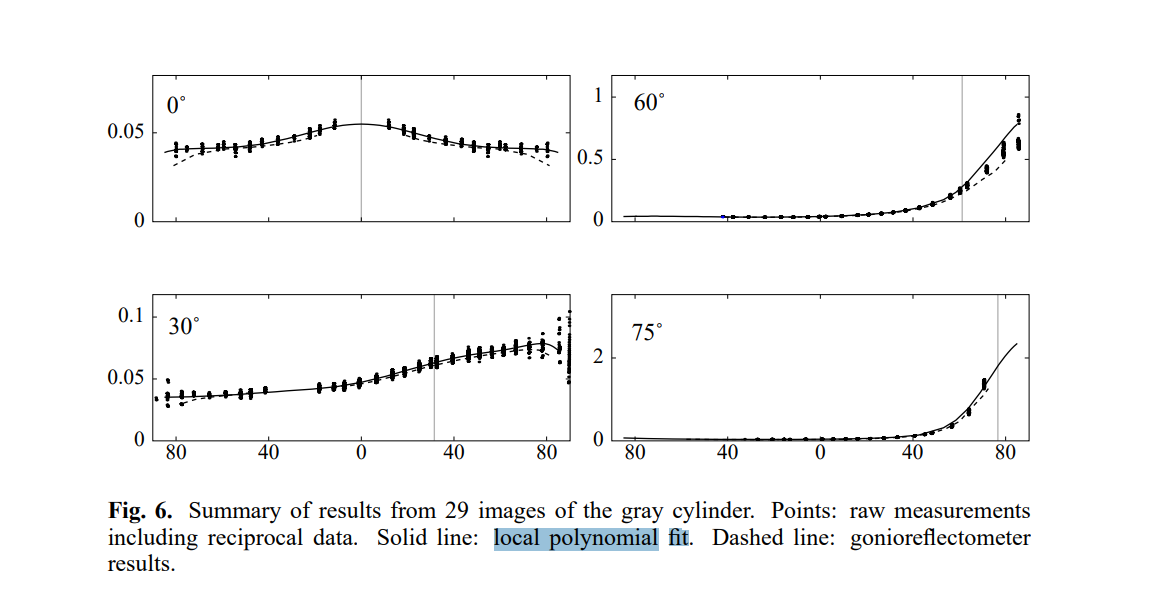 0°
0.05
0
60°
1
0.5
0
30°
0.1
0.05
0
80 40 0 40 80
75°
2
0
80 40 0 40 80
Fig. 6. Summary of results from 29 images of the gray cylinder. Points: raw measurements
including reciprocal data. Solid line: local polynomial fit. Dashed line: gonioreflectometer
results.